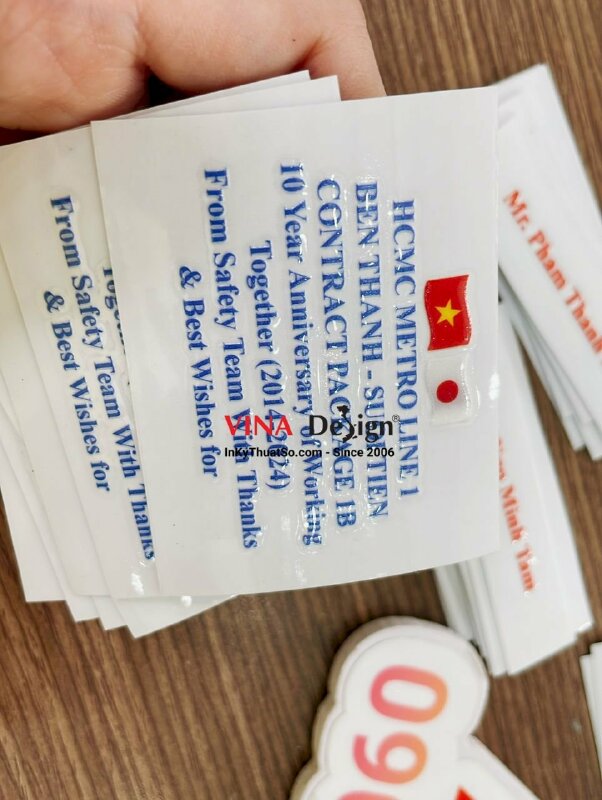 HCMC METRO LINE 1
BEN THANH - SUOI TIEN
CONTRACT PACKAGE 1B
10 Year Anniversary of Working
Together (2014-2024)
From Safety Team With Thanks
& Best Wishes for
From Safety Team With Thanks
& Best Wishes for
Mr. Pham Thanh
Minh Tam
VINA Design®
InKyThuatSo.com - Since 2006
090